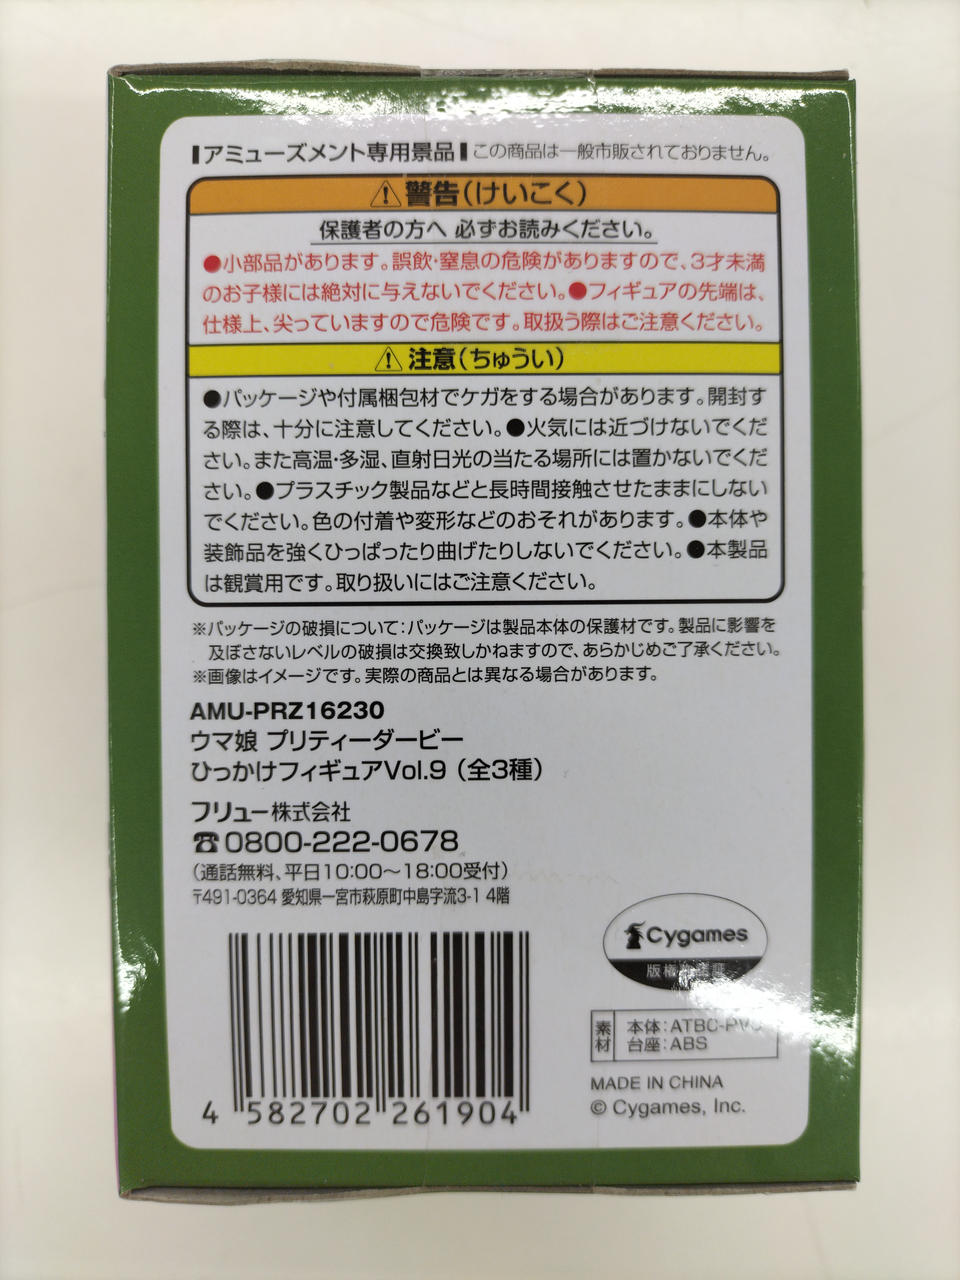 アミューズメント専用景品 この商品は一般市販されておりません。
警告(けいこく)
保護者の方へ 必ずお読みください。
●小部品があります。誤飲・窒息の危険がありますので、3才未満
のお子様には絶対に与えないでください。●フィギュアの先端は、
仕様上、尖っていますので危険です。取扱う際はご注意ください。
注意(ちゅうい)
●パッケージや付属梱包材でケガをする場合があります。開封す
る際は、十分に注意してください。●火気には近づけないでくだ
さい。また高温・多湿、直射日光の当たる場所には置かないでくだ
さい。●プラスチック製品などと長時間接触させたままにしない
でください。色の付着や変形などのおそれがあります。●本体や
装飾品を強くひっぱったり曲げたりしないでください。●本製品
は観賞用です。取り扱いにはご注意ください。
※パッケージの破損について:パッケージは製品本体の保護材です。製品に影響を
及ぼさないレベルの破損は交換致しかねますので、あらかじめご了承ください。
※画像はイメージです。実際の商品とは異なる場合があります。
AMU-PRZ16230
ウマ娘 プリティーダービー
ひっかけフィギュアVol.9 (全3種)
フリュー株式会社
☎0800-222-0678
(通話無料、平日10:00〜18:00受付)
〒491-0364 愛知県一宮市萩原町中島字流3-1 4階
Cygames
版権
素材
本体:ATBC-PVC
台座:ABS
MADE IN CHINA
© Cygames, Inc.
4 582702 261904